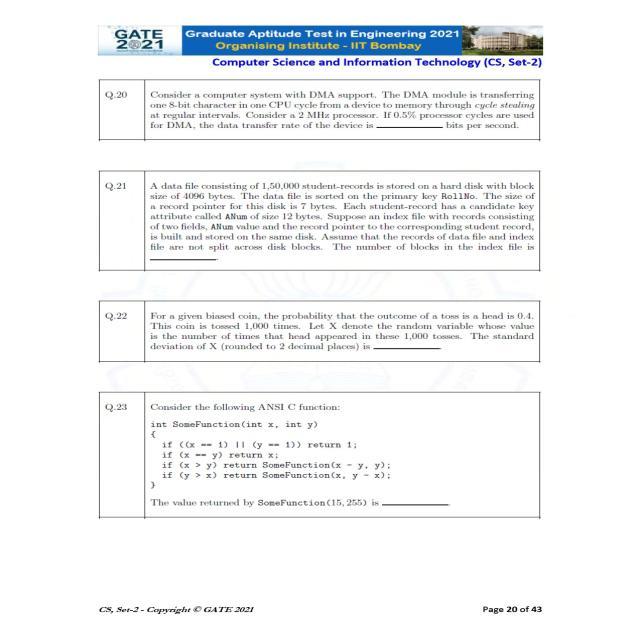 GATE
2021
Graduate Aptitude Test in Engineering 2021
Organising Institute - IIT Bombay
Computer Science and Information Technology (CS, Set-2)
Q.20
Consider a computer system with DMA support. The DMA module is transferring
one 8-bit character in one CPU cycle from a device to memory through cycle stealing
at regular intervals. Consider a 2 MHz processor. If 0.5% processor cycles are used
for DMA, the data transfer rate of the device is __________ bits per second.
Q.21
A data file consisting of 1,50,000 student-records is stored on a hard disk with block
size of 4096 bytes. The data file is sorted on the primary key RollNo. The size of
a record pointer for this disk is 7 bytes. Each student-record has a candidate key
attribute called ANum of size 12 bytes. Suppose an index file with records consisting
of two fields, ANum value and the record pointer to the corresponding student record,
is built and stored on the same disk. Assume that the records of data file and index
file are not split across disk blocks. The number of blocks in the index file is
__________.
Q.22
For a given biased coin, the probability that the outcome of a toss is a head is 0.4.
This coin is tossed 1,000 times. Let X denote the random variable whose value
is the number of times that head appeared in these 1,000 tosses. The standard
deviation of X (rounded to 2 decimal places) is __________.
Q.23
Consider the following ANSI C function:
int SomeFunction(int x, int y)
{
if ((x == 1) || (y == 1)) return 1;
if (x == y) return x;
if (x > y) return SomeFunction(x - y, y);
if (y > x) return SomeFunction(x, y - x);
}
The value returned by SomeFunction(15, 255) is __________.
CS, Set-2 - Copyright © GATE 2021
Page 20 of 43